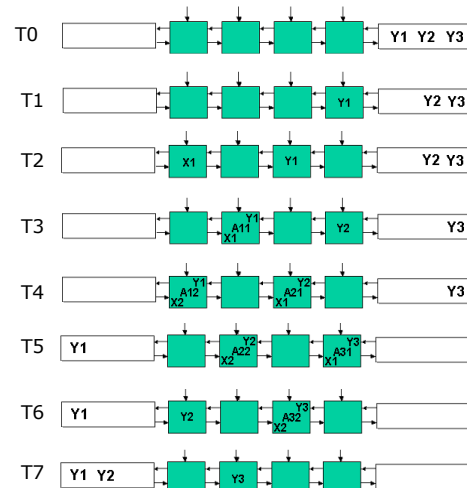 T0 Y1 Y2 Y3
T1 Y1 Y2 Y3
T2 X1 Y1 Y2 Y3
T3 X1 A11 Y1 Y2 Y3
T4 X2 A12 Y1 X1 A21 Y2 Y3
T5 Y1 X2 A22 Y2 X1 A31 Y3
T6 Y1 Y2 X2 A32 Y3
T7 Y1 Y2 Y3